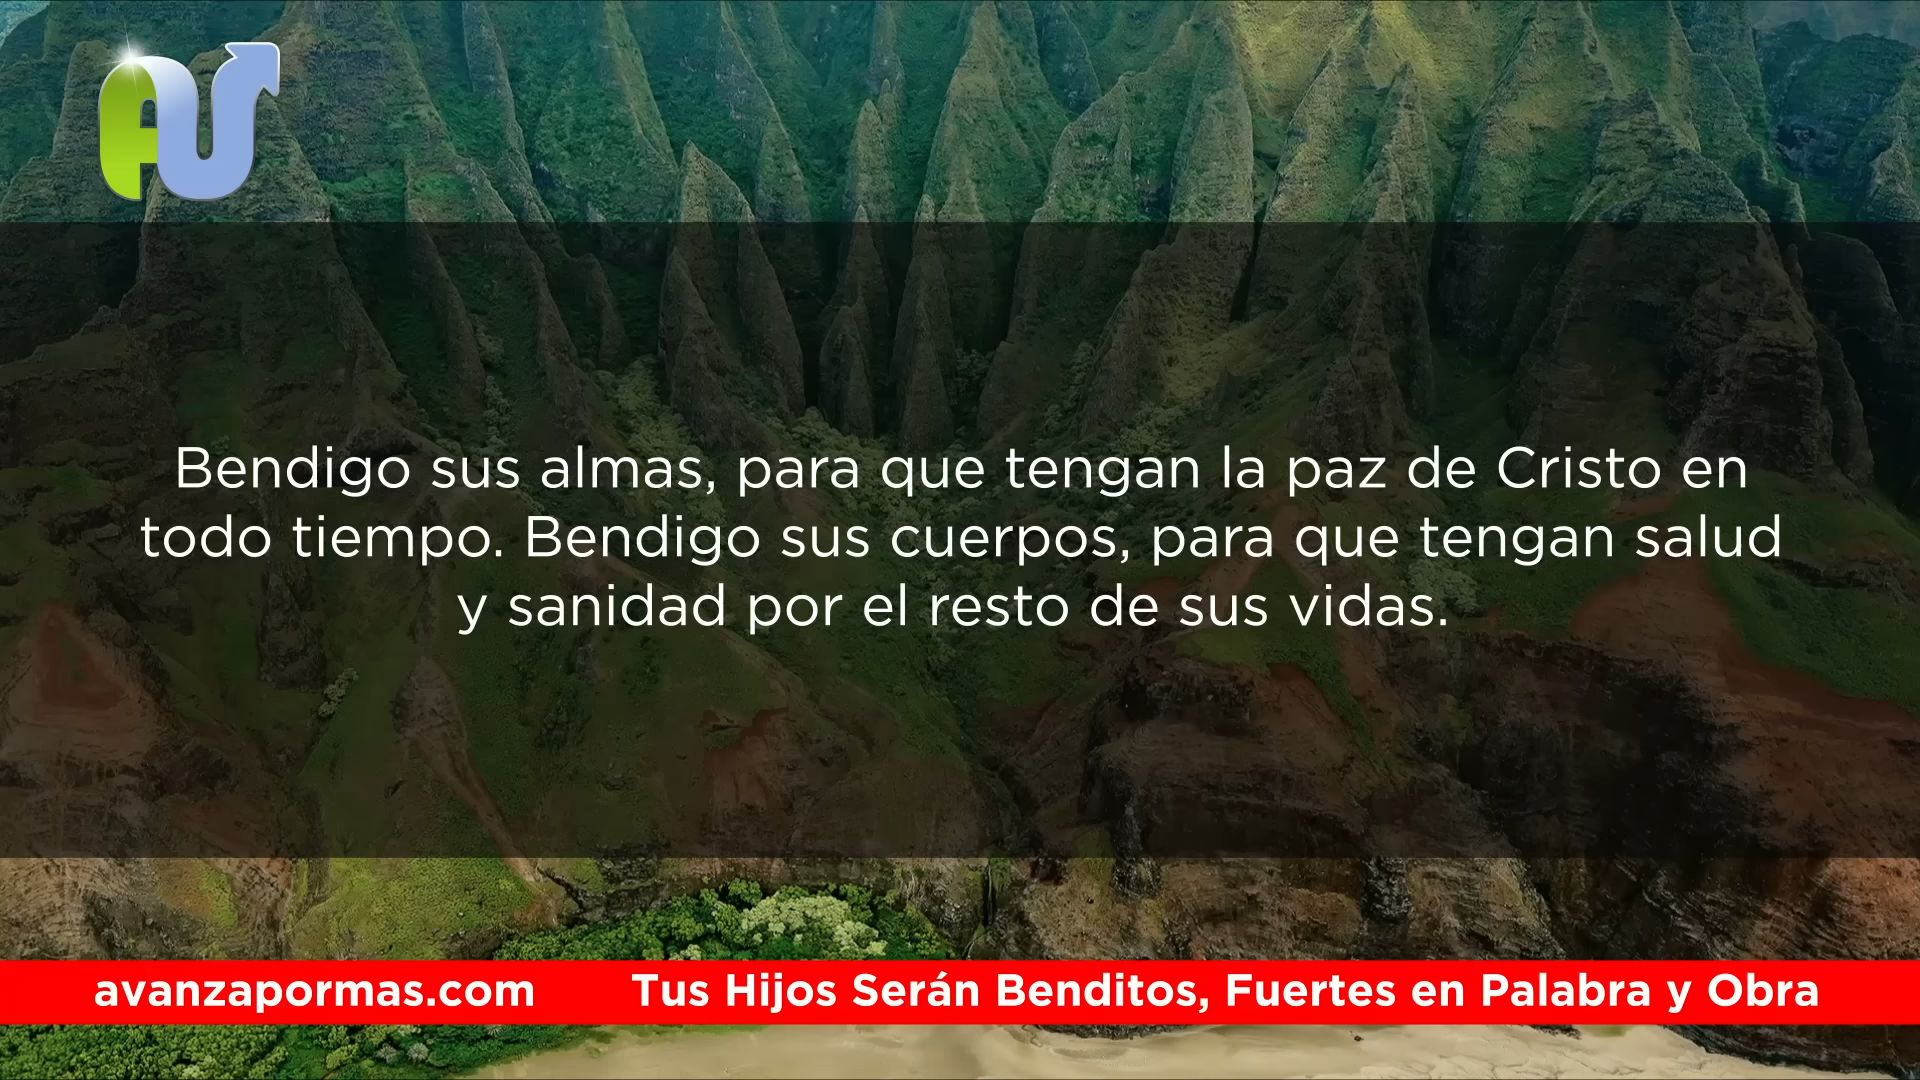 Bendigo sus almas, para que tengan la paz de Cristo en
todo tiempo. Bendigo sus cuerpos, para que tengan salud
y sanidad por el resto de sus vidas.
avanzapormas.com
Tus Hijos Serán Benditos, Fuertes en Palabra y Obra